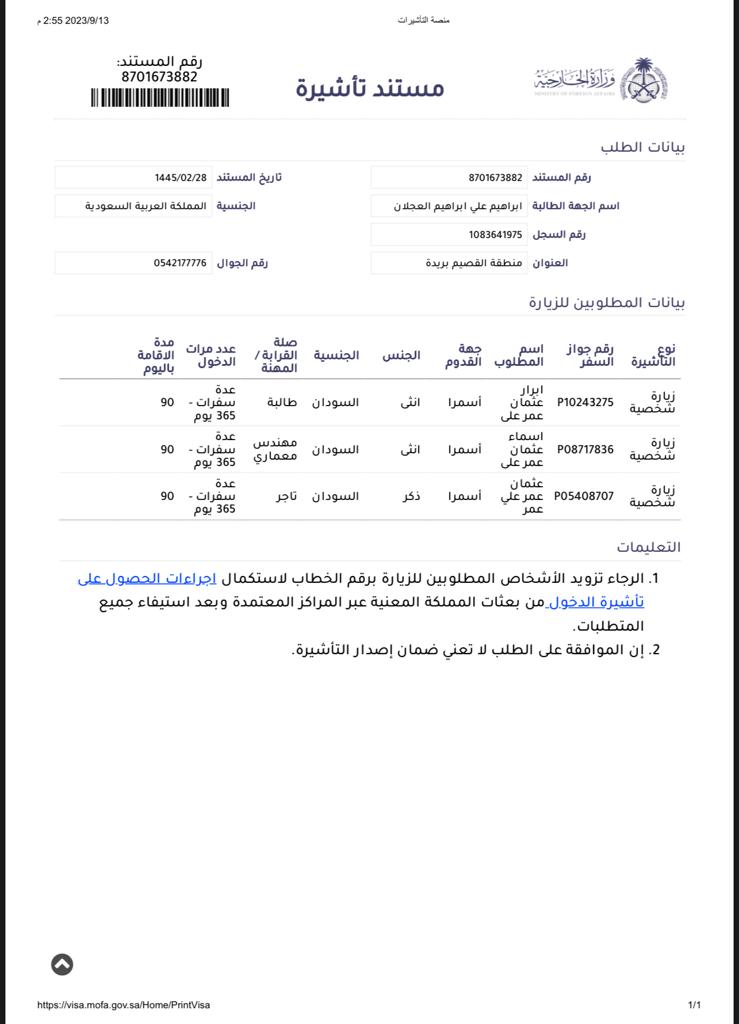 2023/9/13 2:55 م
منصة التأشيرات
وزارة الخارجية
MINISTRY OF FOREIGN AFFAIRS
مستند تأشيرة
رقم المستند:
8701673882
بيانات الطلب
رقم المستند 8701673882 تاريخ المستند 1445/02/28
اسم الجهة الطالبة ابراهيم علي ابراهيم العجلان الجنسية المملكة العربية السعودية
رقم السجل 1083641975
العنوان منطقة القصيم بريدة رقم الجوال 0542177776
بيانات المطلوبين للزيارة
نوع التأشيرة رقم جواز السفر اسم المطلوب جهة القدوم الجنس الجنسية صلة القرابة / المهنة عدد مرات الدخول مدة الاقامة باليوم
زيارة شخصية P10243275 ابرار عثمان عمر على أسمرا انثى السودان طالبة عدة سفرات - 365 يوم 90
زيارة شخصية P08717836 اسماء عثمان عمر على أسمرا انثى السودان مهندس معماري عدة سفرات - 365 يوم 90
زيارة شخصية P05408707 عثمان عمر علي عمر أسمرا ذكر السودان تاجر عدة سفرات - 365 يوم 90
التعليمات
1. الرجاء تزويد الأشخاص المطلوبين للزيارة برقم الخطاب لاستكمال اجراءات الحصول على
تأشيرة الدخول من بعثات المملكة المعنية عبر المراكز المعتمدة وبعد استيفاء جميع
المتطلبات.
2. إن الموافقة على الطلب لا تعني ضمان إصدار التأشيرة.
https://visa.mofa.gov.sa/Home/PrintVisa
1/1